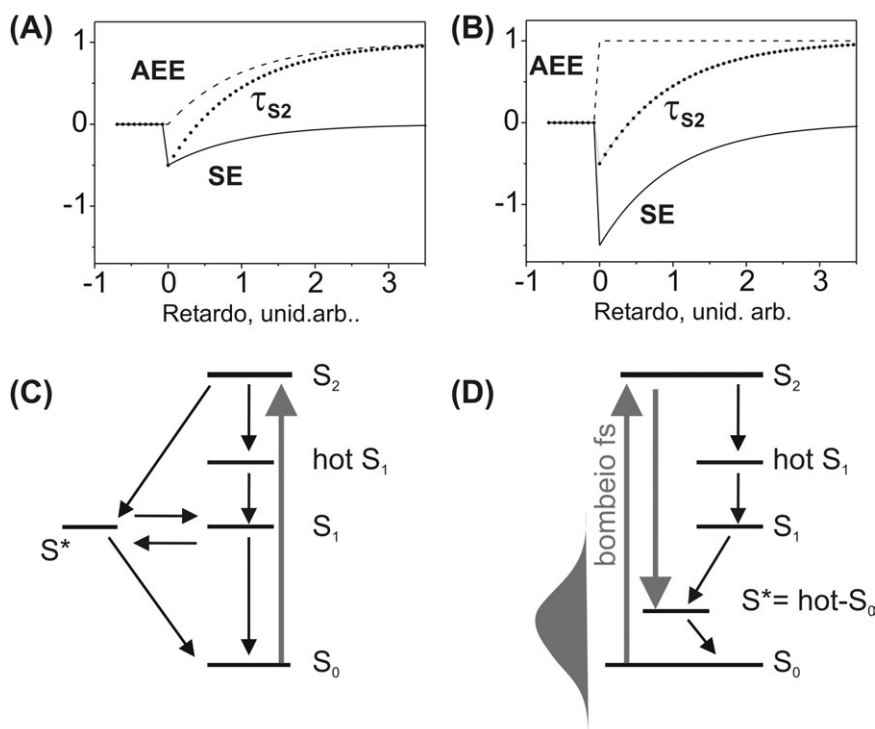 (A)
1
0
-1
AEE
τS2
SE
-1 0 1 2 3
Retardo, unid.arb..
(B)
1
0
-1
AEE
τS2
SE
-1 0 1 2 3
Retardo, unid. arb.
(C)
S2
hot S1
S1
S*
S0
(D)
S2
bombeio fs
hot S1
S1
S*= hot-S0
S0